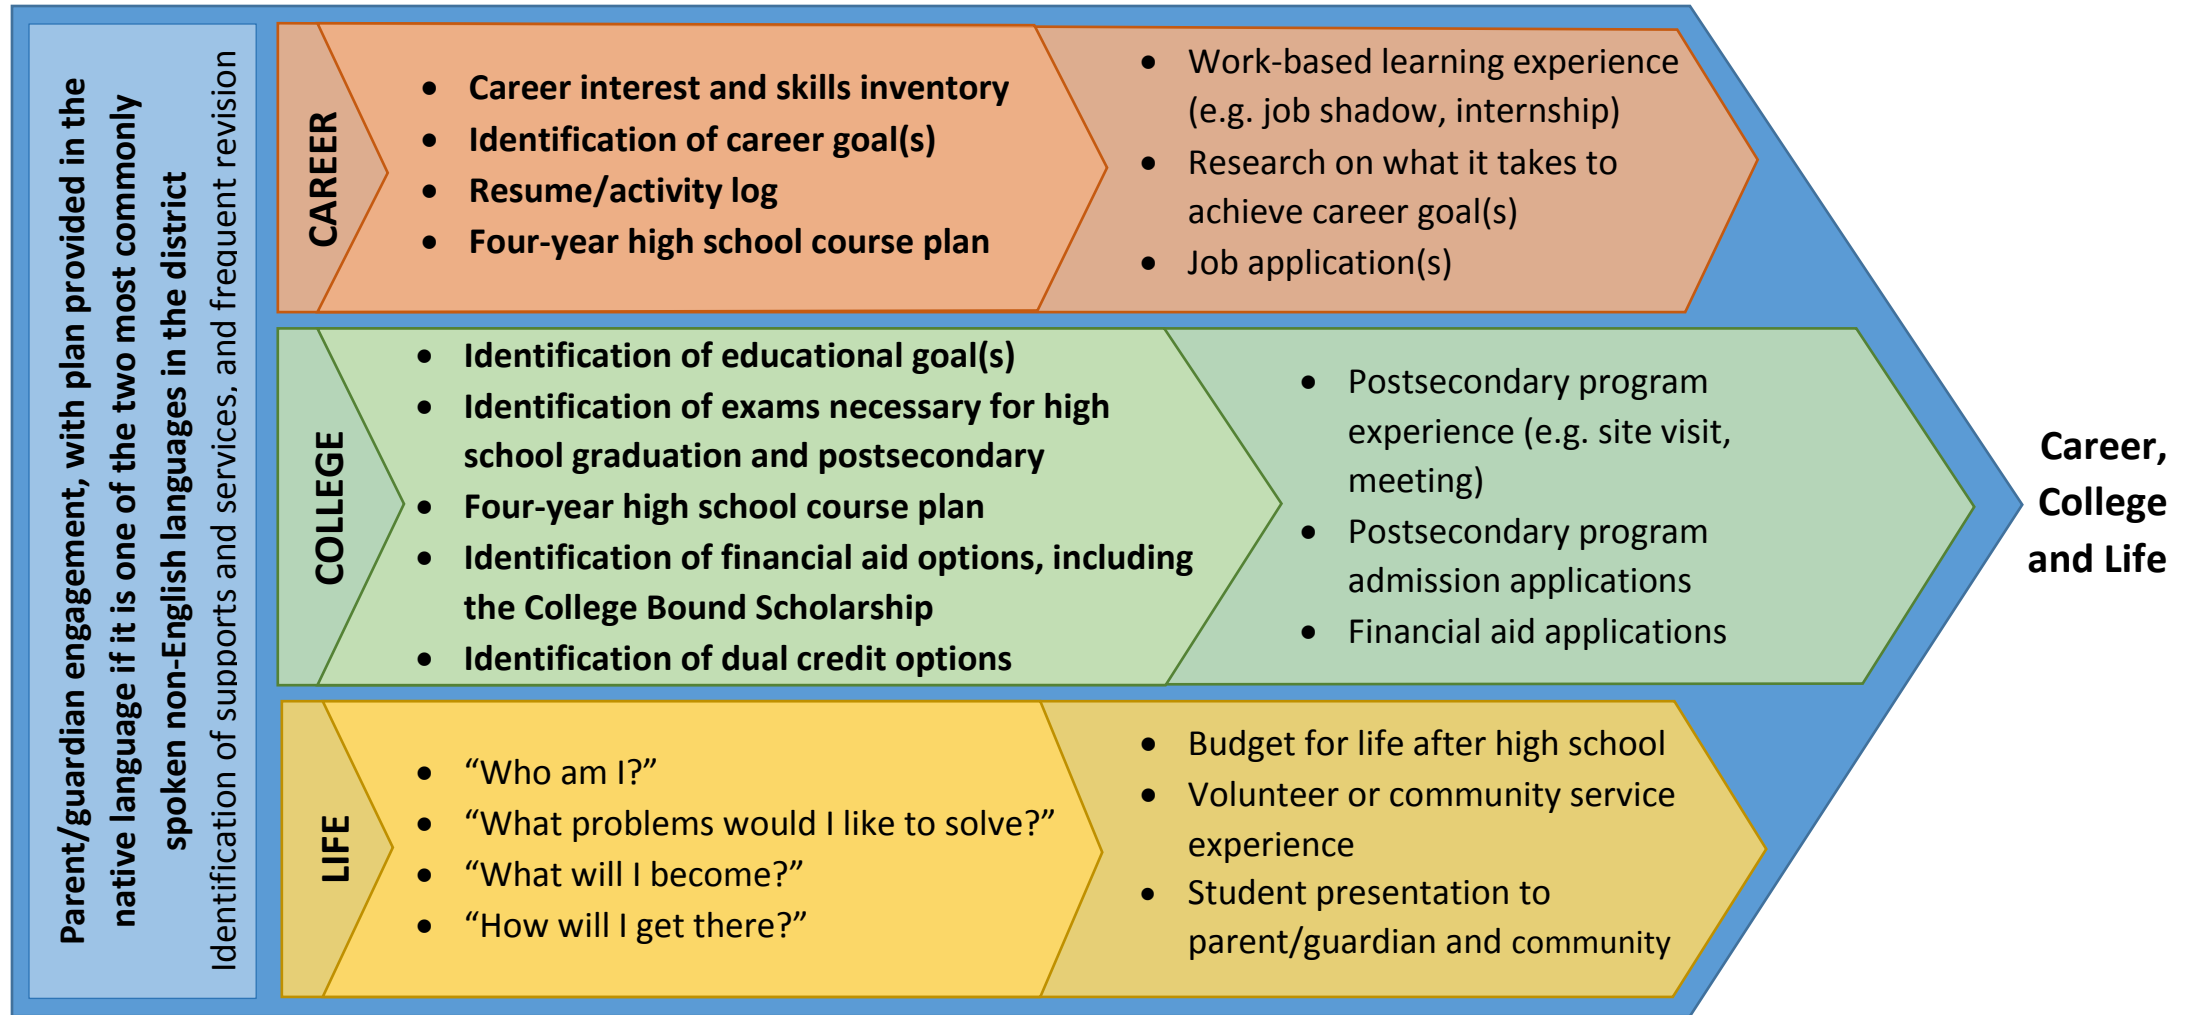 Parent/guardian engagement, with plan provided in the
native language if it is one of the two most commonly
spoken non-English languages in the district
Identification of supports and services, and frequent revision
CAREER
• Career interest and skills inventory
• Identification of career goal(s)
• Resume/activity log
• Four-year high school course plan
• Work-based learning experience
(e.g. job shadow, internship)
• Research on what it takes to
achieve career goal(s)
• Job application(s)
COLLEGE
• Identification of educational goal(s)
• Identification of exams necessary for high
school graduation and postsecondary
• Four-year high school course plan
• Identification of financial aid options, including
the College Bound Scholarship
• Identification of dual credit options
• Postsecondary program
experience (e.g. site visit,
meeting)
• Postsecondary program
admission applications
• Financial aid applications
LIFE
• “Who am I?”
• “What problems would I like to solve?”
• “What will I become?”
• “How will I get there?”
• Budget for life after high school
• Volunteer or community service
experience
• Student presentation to
parent/guardian and community
Career,
College
and Life